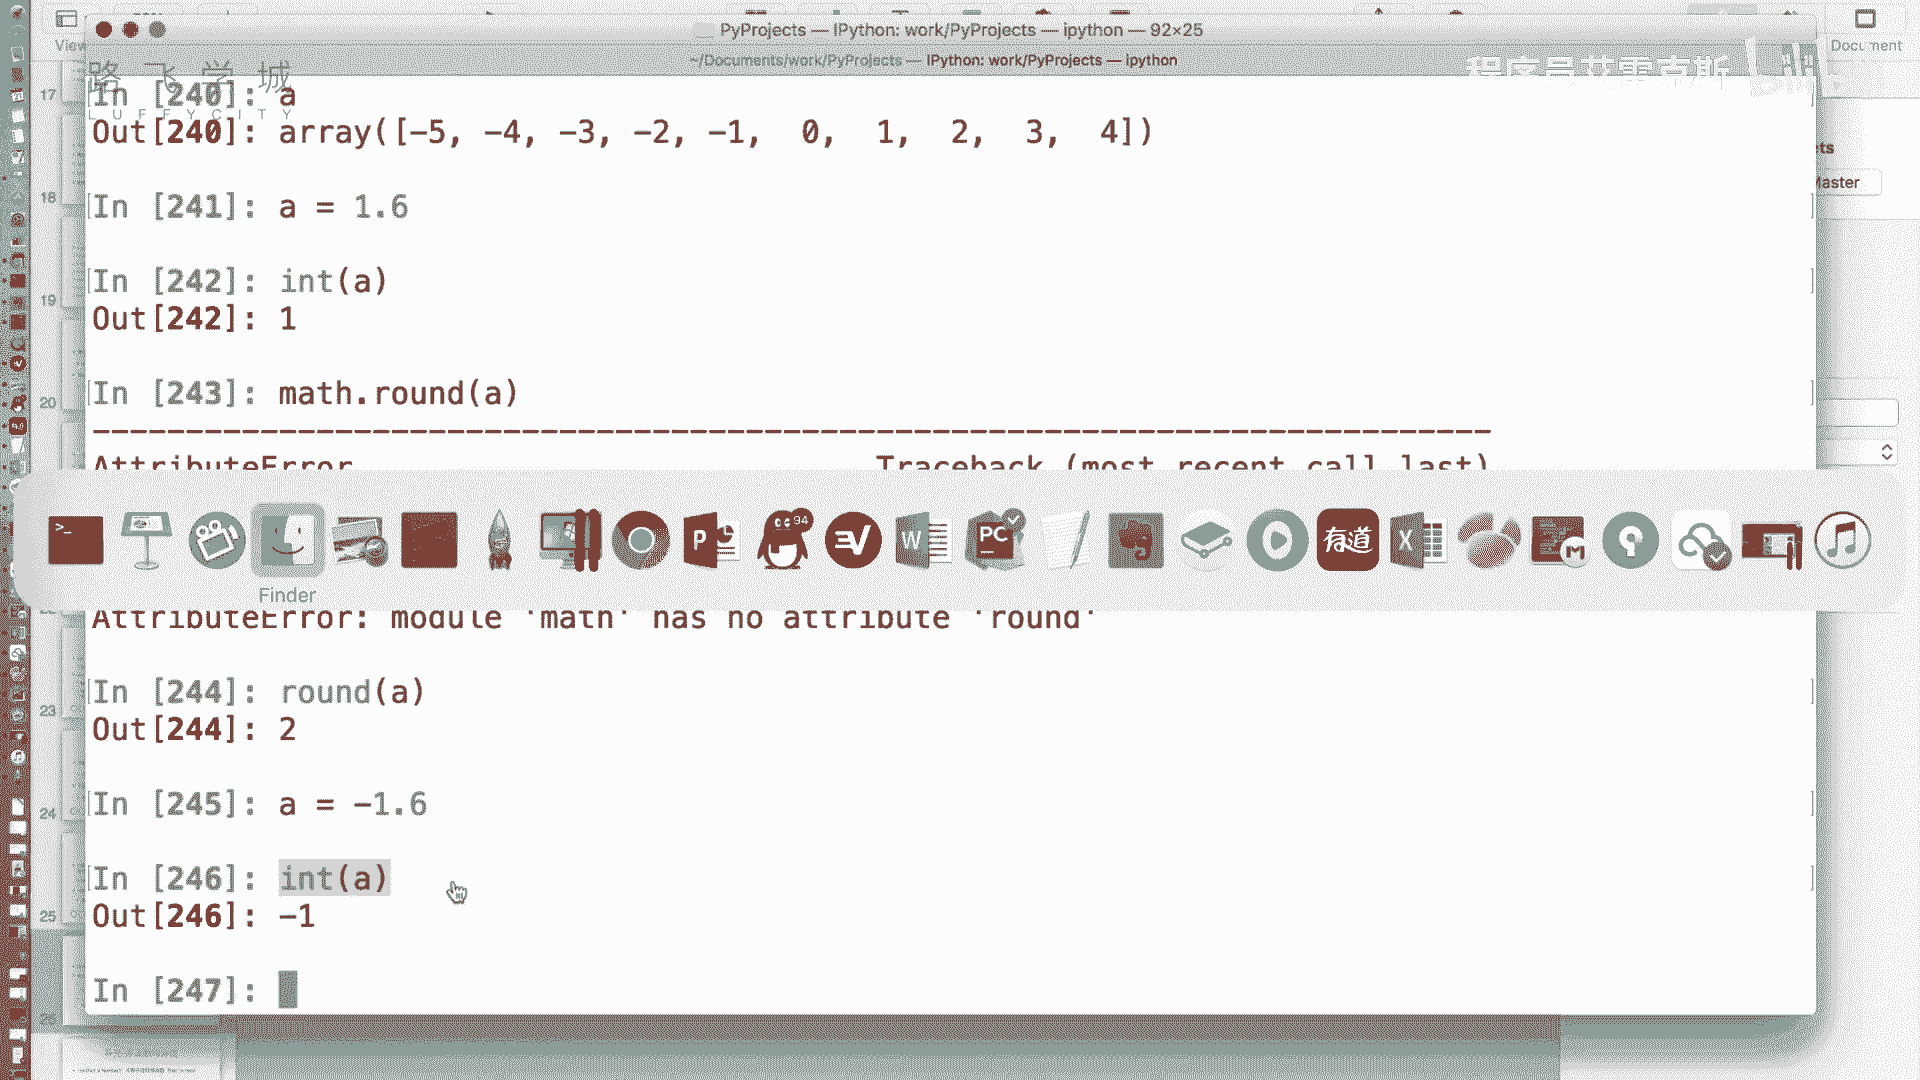 PyProjects — IPython: work/PyProjects — ipython — 92×25
View
Document
~/Documents/work/PyProjects — IPython: work/PyProjects — ipython
路飞学城
LUFFYCITY
程序员艾雷克斯
17
In [240]: a
Out[240]: array([-5, -4, -3, -2, -1,  0,  1,  2,  3,  4])
Master
18
In [241]: a = 1.6
In [242]: int(a)
19
Out[242]: 1
In [243]: math.round(a)
20
AttributeError                            Traceback (most recent call last)
94
PC
有道
Finder
AttributeError: module 'math' has no attribute 'round'
In [244]: round(a)
23
Out[244]: 2
In [245]: a = -1.6
24
In [246]: int(a)
25
Out[246]: -1
In [247]: